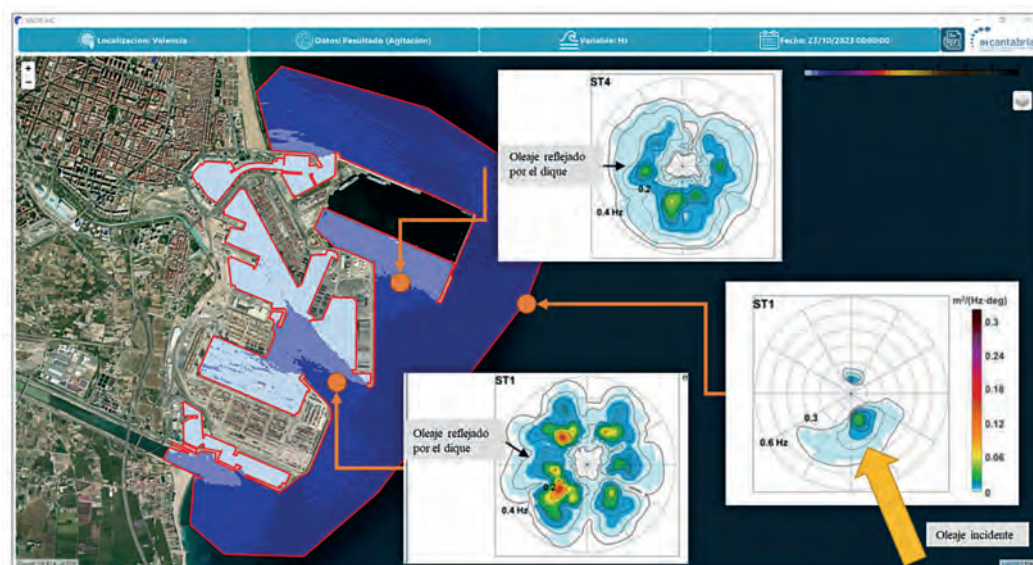 Localizacion: Valencia
Datos: Resultado (Agitacion)
Variable: Hs
Fecha: 23/10/2023 00:00:00
IHcantabria
+
-
ST4
Oleaje reflejado
por el dique
0.2
0.4 Hz
ST1
m²/(Hz·deg)
0.3
0.24
0.18
0.12
0.06
0
0.3
0.6 Hz
Oleaje incidente
ST1
Oleaje reflejado
por el dique
0.2
0.4 Hz